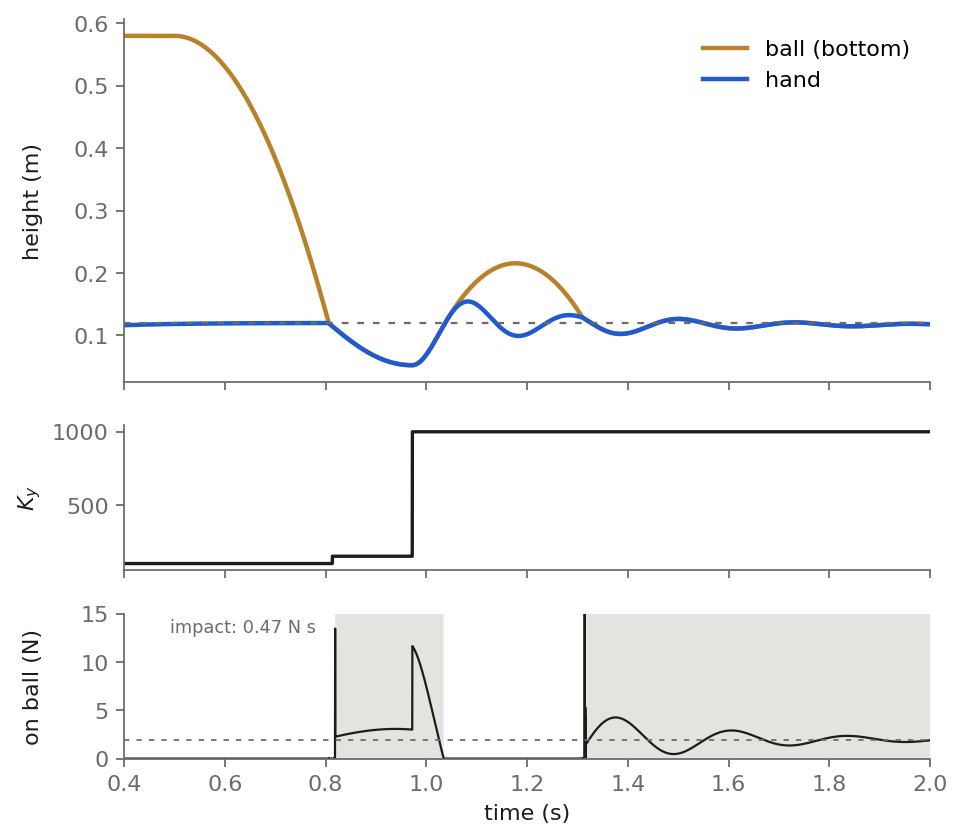 0.6
0.5
0.4
0.3
0.2
0.1
height (m)
ball (bottom)
hand
1000
500
K_y
15
10
5
0
on ball (N)
impact: 0.47 N s
0.4 0.6 0.8 1.0 1.2 1.4 1.6 1.8 2.0
time (s)